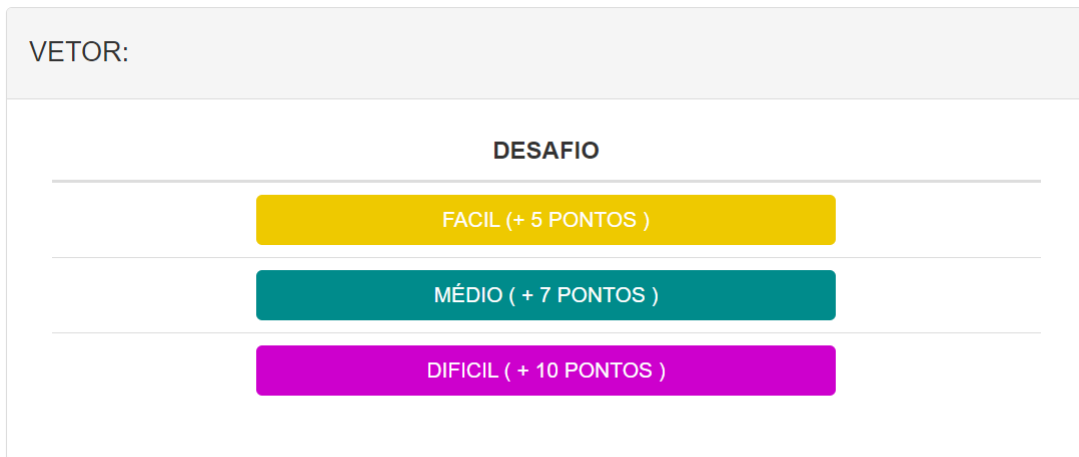 VETOR:
DESAFIO
FACIL (+ 5 PONTOS )
MÉDIO ( + 7 PONTOS )
DIFICIL ( + 10 PONTOS )